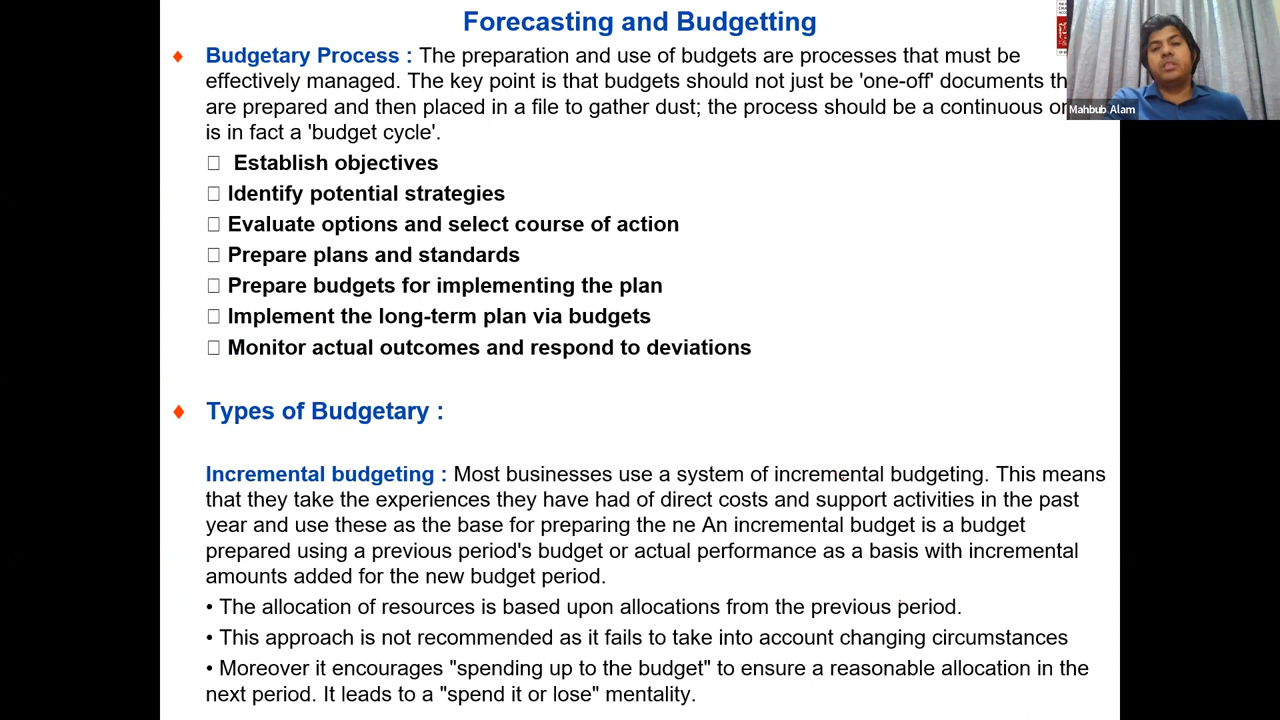 Forecasting and Budgetting
♦ Budgetary Process : The preparation and use of budgets are processes that must be
effectively managed. The key point is that budgets should not just be 'one-off' documents
are prepared and then placed in a file to gather dust; the process should be a continuous
is in fact a 'budget cycle'.
□ Establish objectives
□ Identify potential strategies
□ Evaluate options and select course of action
□ Prepare plans and standards
□ Prepare budgets for implementing the plan
□ Implement the long-term plan via budgets
□ Monitor actual outcomes and respond to deviations
Mahbub Alam
♦ Types of Budgetary :
Incremental budgeting : Most businesses use a system of incremental budgeting. This means
that they take the experiences they have had of direct costs and support activities in the past
year and use these as the base for preparing the ne An incremental budget is a budget
prepared using a previous period's budget or actual performance as a basis with incremental
amounts added for the new budget period.
• The allocation of resources is based upon allocations from the previous period.
• This approach is not recommended as it fails to take into account changing circumstances
• Moreover it encourages "spending up to the budget" to ensure a reasonable allocation in the
next period. It leads to a "spend it or lose" mentality.